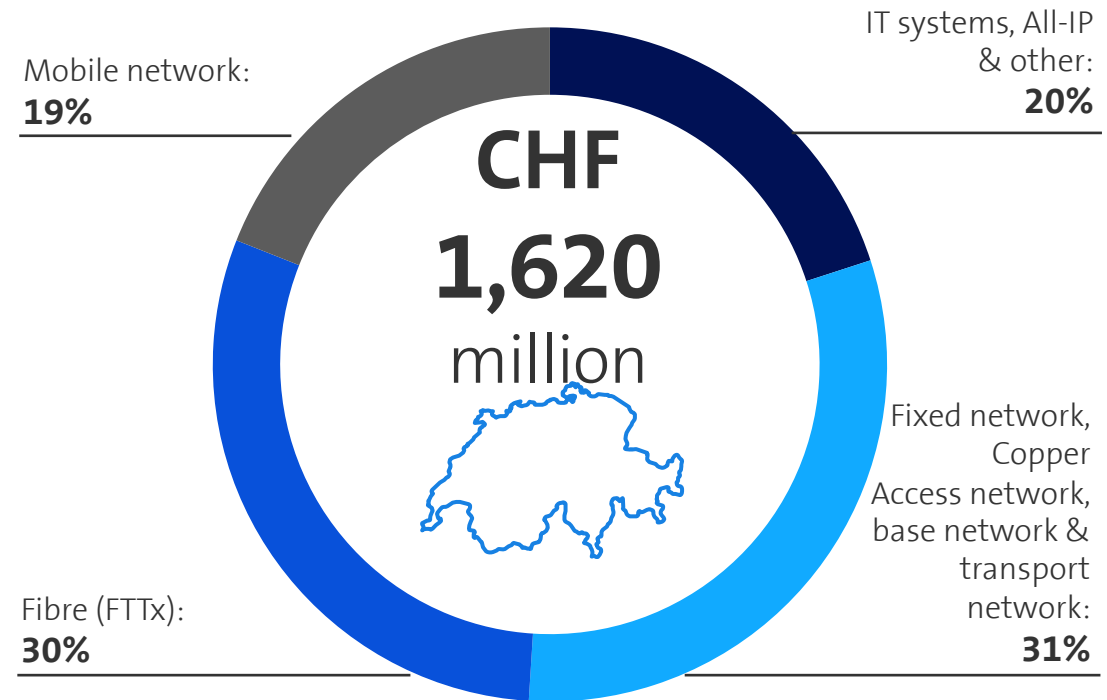 IT systems, All-IP
& other:
20%
Mobile network:
19%
CHF
1,620
million
Fixed network,
Copper
Access network,
base network &
transport
network:
31%
Fibre (FTTx):
30%